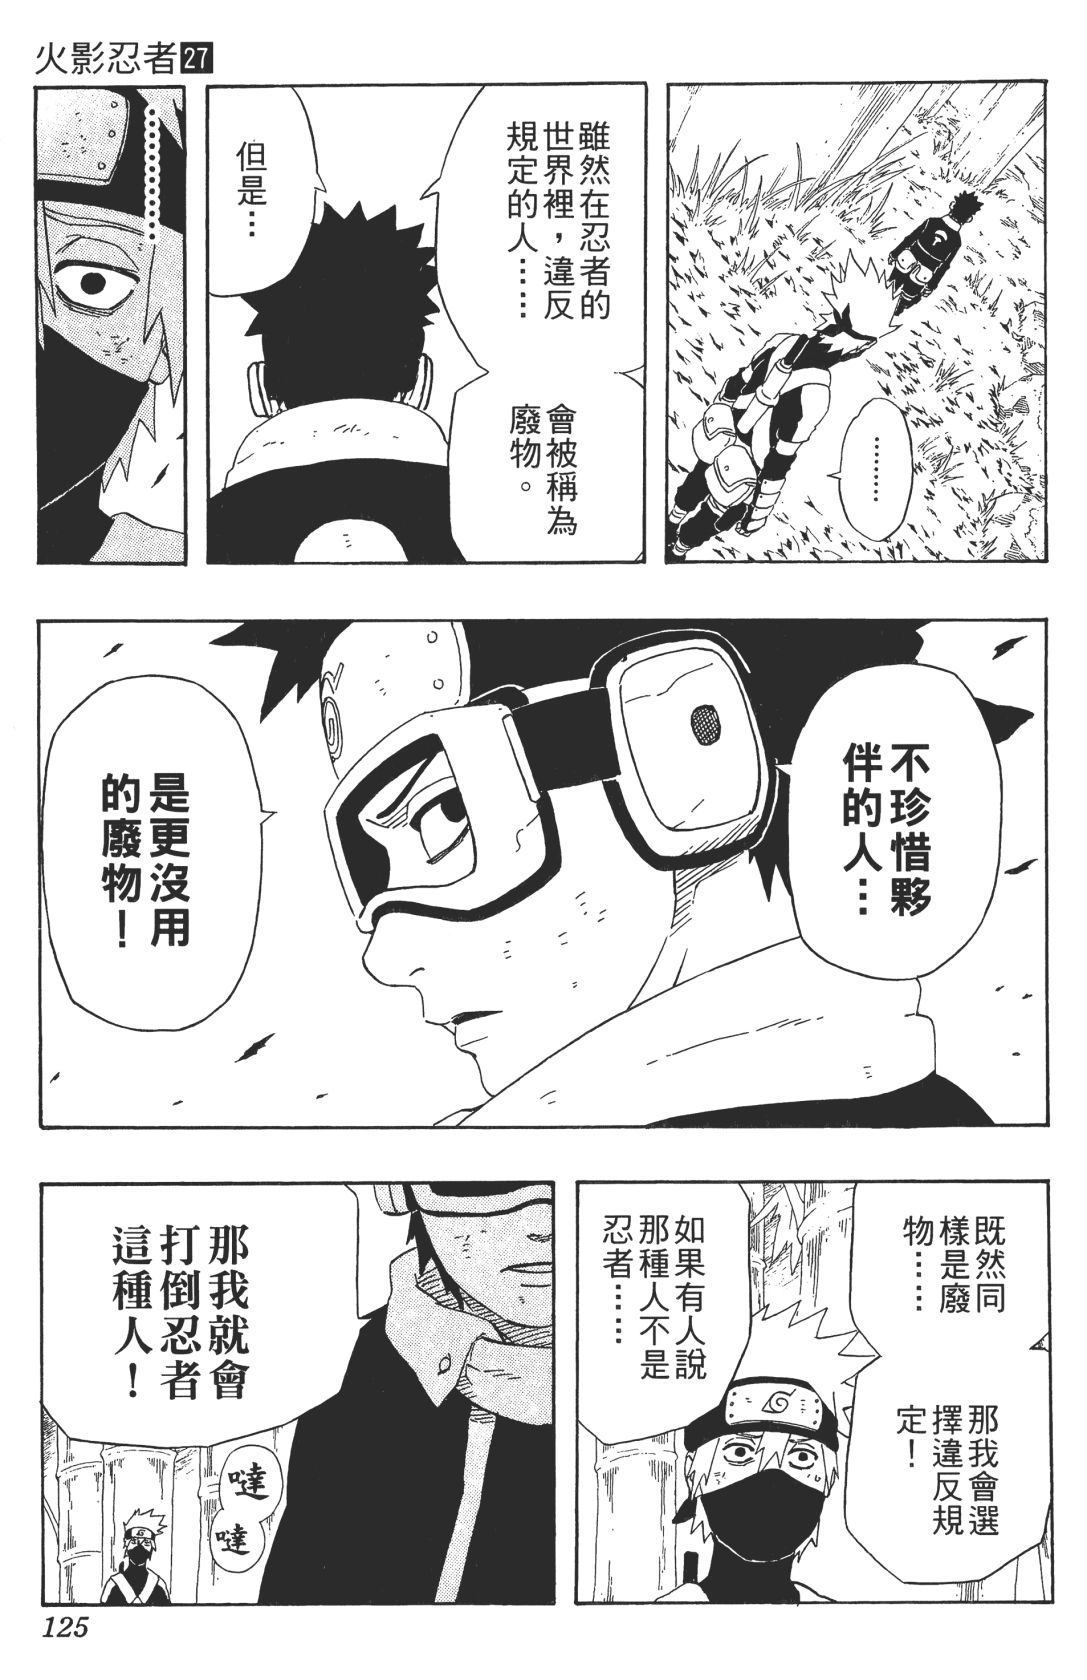 火影忍者27
………
雖然在忍者的
世界裡，違反
規定的人……
會被稱為
廢物。
但是…
………………
不珍惜夥
伴的人…
是更沒用
的廢物！
既然同
樣是廢
物……
那我會選
擇違反規
定！
如果有人說
那種人不是
忍者……
那我就會
打倒忍者
這種人！
噠
噠
125